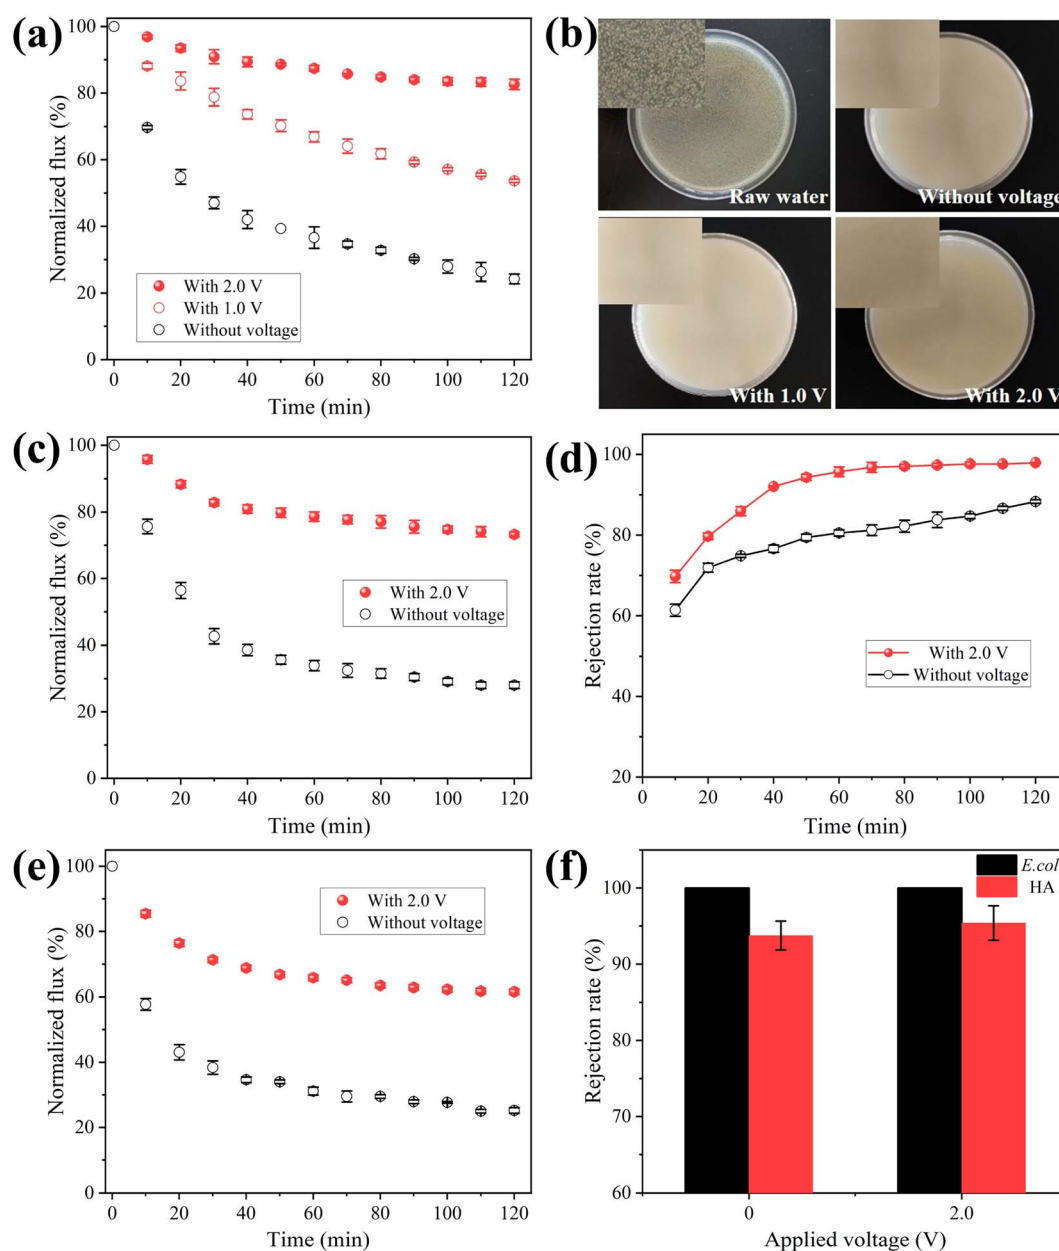 (a)
100
80
60
40
20
0
Normalized flux (%)
With 2.0 V
With 1.0 V
Without voltage
0 20 40 60 80 100 120
Time (min)
(b)
Raw water
Without voltage
With 1.0 V
With 2.0 V
(c)
100
80
60
40
20
0
Normalized flux (%)
With 2.0 V
Without voltage
0 20 40 60 80 100 120
Time (min)
(d)
100
80
60
40
20
Rejection rate (%)
With 2.0 V
Without voltage
0 20 40 60 80 100 120
Time (min)
(e)
100
80
60
40
20
0
Normalized flux (%)
With 2.0 V
Without voltage
0 20 40 60 80 100 120
Time (min)
(f)
100
90
80
70
60
Rejection rate (%)
E.col
HA
0 2.0
Applied voltage (V)